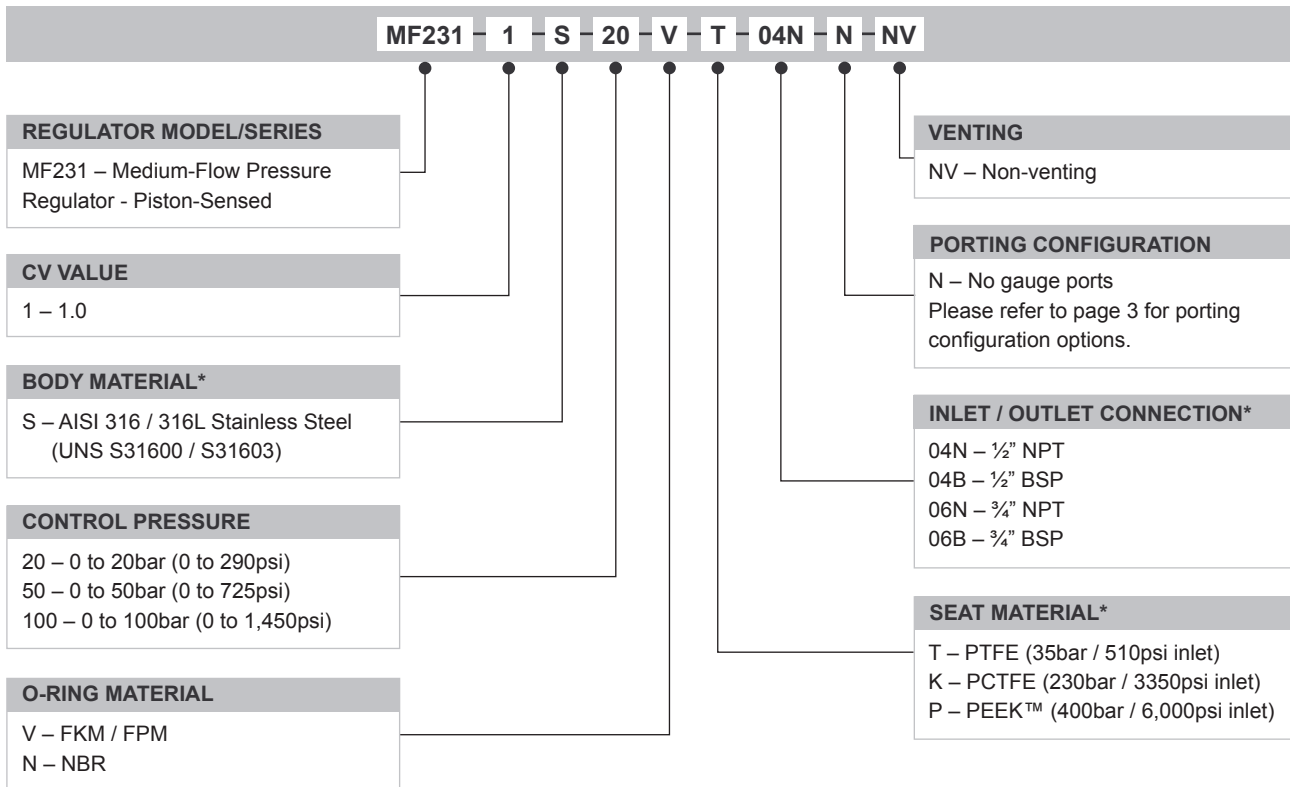 MF231 1 S 20 V T 04N N NV
REGULATOR MODEL/SERIES
MF231 – Medium-Flow Pressure
Regulator - Piston-Sensed
CV VALUE
1 – 1.0
BODY MATERIAL*
S – AISI 316 / 316L Stainless Steel
(UNS S31600 / S31603)
CONTROL PRESSURE
20 – 0 to 20bar (0 to 290psi)
50 – 0 to 50bar (0 to 725psi)
100 – 0 to 100bar (0 to 1,450psi)
O-RING MATERIAL
V – FKM / FPM
N – NBR
VENTING
NV – Non-venting
PORTING CONFIGURATION
N – No gauge ports
Please refer to page 3 for porting
configuration options.
INLET / OUTLET CONNECTION*
04N – ½” NPT
04B – ½” BSP
06N – ¾” NPT
06B – ¾” BSP
SEAT MATERIAL*
T – PTFE (35bar / 510psi inlet)
K – PCTFE (230bar / 3350psi inlet)
P – PEEK™ (400bar / 6,000psi inlet)